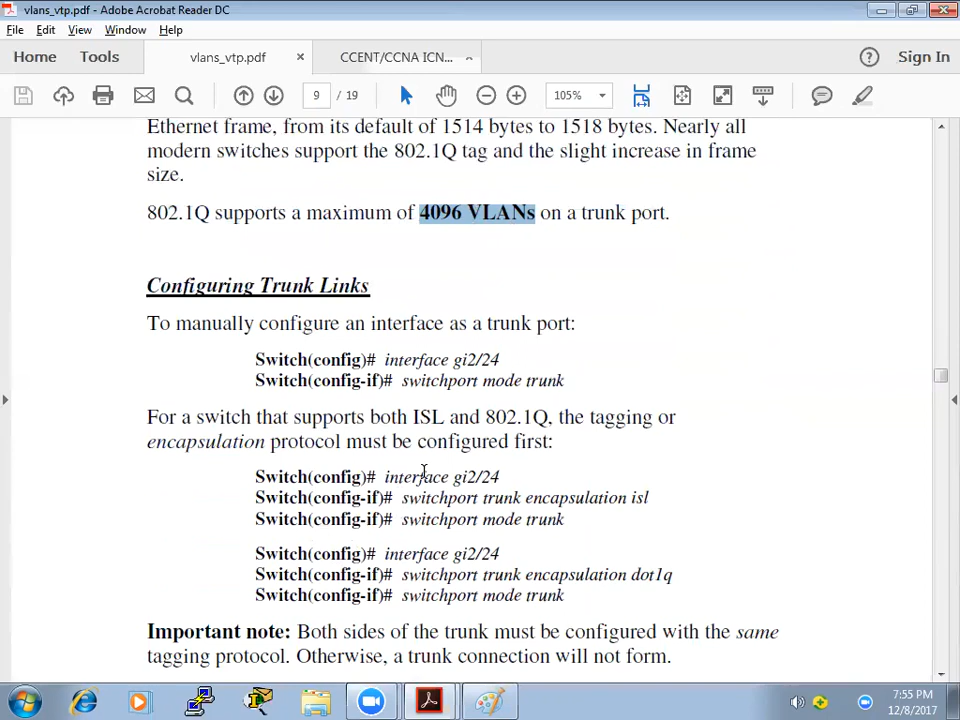 vlans_vtp.pdf - Adobe Acrobat Reader DC
File Edit View Window Help
Home Tools vlans_vtp.pdf × CCENT/CCNA ICN... Sign In
9 / 19 105%
Ethernet frame, from its default of 1514 bytes to 1518 bytes. Nearly all
modern switches support the 802.1Q tag and the slight increase in frame
size.
802.1Q supports a maximum of 4096 VLANs on a trunk port.
Configuring Trunk Links
To manually configure an interface as a trunk port:
Switch(config)# interface gi2/24
Switch(config-if)# switchport mode trunk
For a switch that supports both ISL and 802.1Q, the tagging or
encapsulation protocol must be configured first:
Switch(config)# interface gi2/24
Switch(config-if)# switchport trunk encapsulation isl
Switch(config-if)# switchport mode trunk
Switch(config)# interface gi2/24
Switch(config-if)# switchport trunk encapsulation dot1q
Switch(config-if)# switchport mode trunk
Important note: Both sides of the trunk must be configured with the same
tagging protocol. Otherwise, a trunk connection will not form.
7:55 PM
12/8/2017